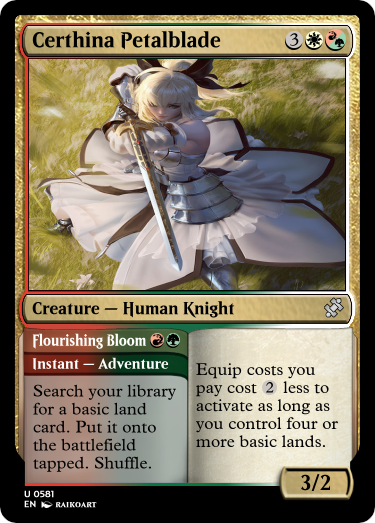 Certhina Petalblade 3
Creature — Human Knight
Flourishing Bloom
Instant — Adventure
Search your library
for a basic land
card. Put it onto
the battlefield
tapped. Shuffle.
Equip costs you
pay cost 2 less to
activate as long as
you control four or
more basic lands.
3/2
U 0581
EN RAIKOART